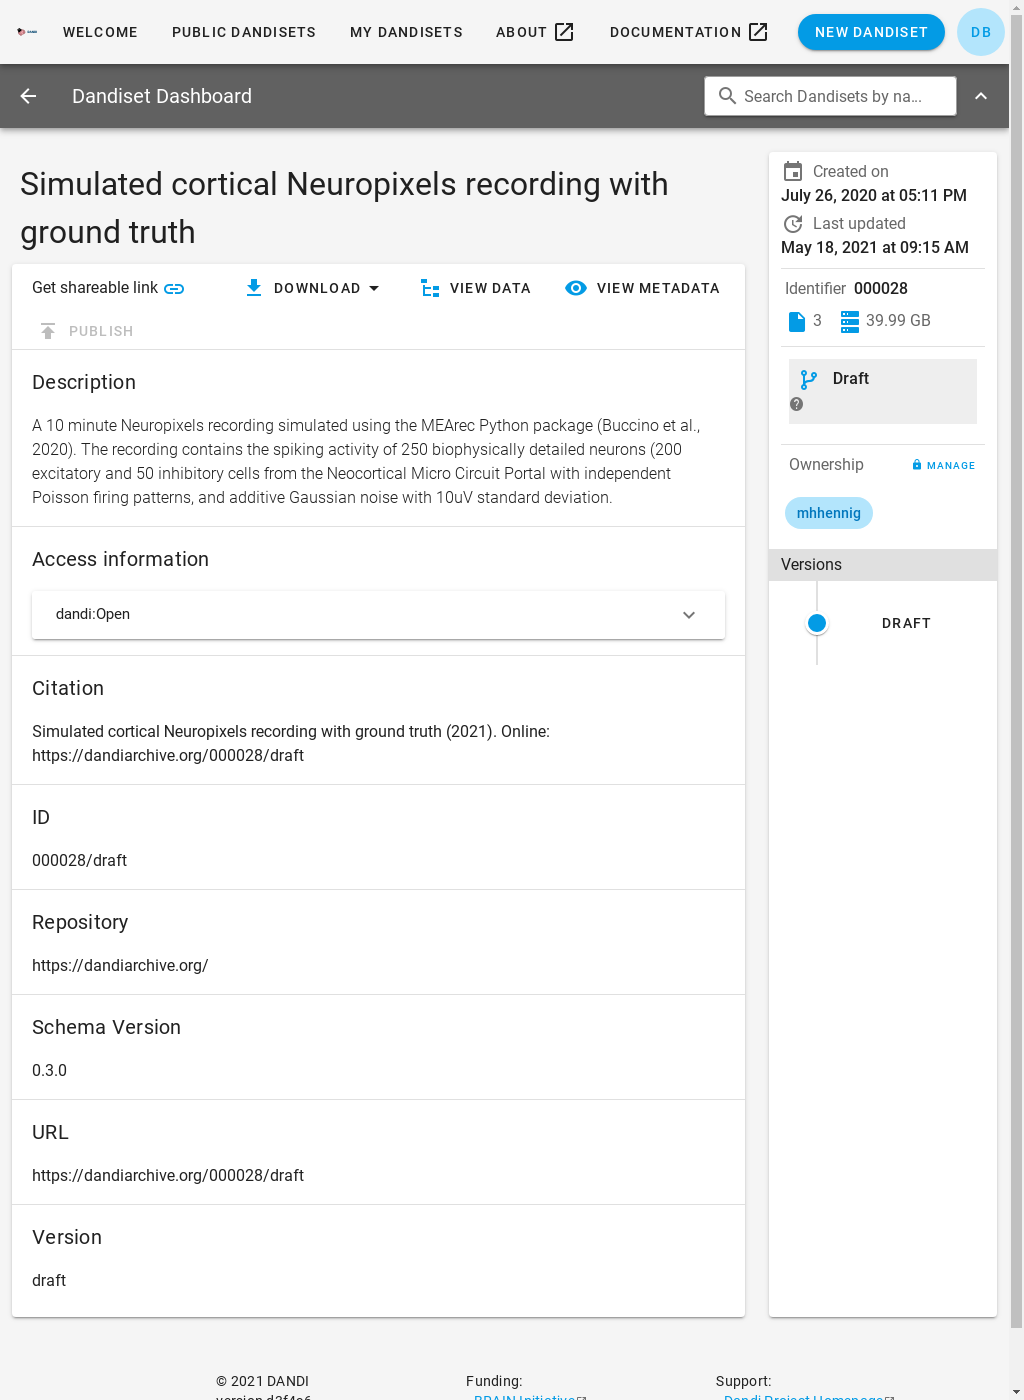 WELCOME
PUBLIC DANDISETS
MY DANDISETS
ABOUT
DOCUMENTATION
NEW DANDISET
DB
Dandiset Dashboard
Search Dandisets by na...
Simulated cortical Neuropixels recording with
ground truth
Get shareable link
DOWNLOAD
VIEW DATA
VIEW METADATA
PUBLISH
Description
A 10 minute Neuropixels recording simulated using the MEArec Python package (Buccino et al.,
2020). The recording contains the spiking activity of 250 biophysically detailed neurons (200
excitatory and 50 inhibitory cells from the Neocortical Micro Circuit Portal with independent
Poisson firing patterns, and additive Gaussian noise with 10uV standard deviation.
Access information
dandi:Open
Citation
Simulated cortical Neuropixels recording with ground truth (2021). Online:
https://dandiarchive.org/000028/draft
ID
000028/draft
Repository
https://dandiarchive.org/
Schema Version
0.3.0
URL
https://dandiarchive.org/000028/draft
Version
draft
Created on
July 26, 2020 at 05:11 PM
Last updated
May 18, 2021 at 09:15 AM
Identifier 000028
3
39.99 GB
Draft
Ownership
MANAGE
mhhennig
Versions
DRAFT
© 2021 DANDI
Funding:
BRAIN Initiative
Support:
Dandi Project Homepage